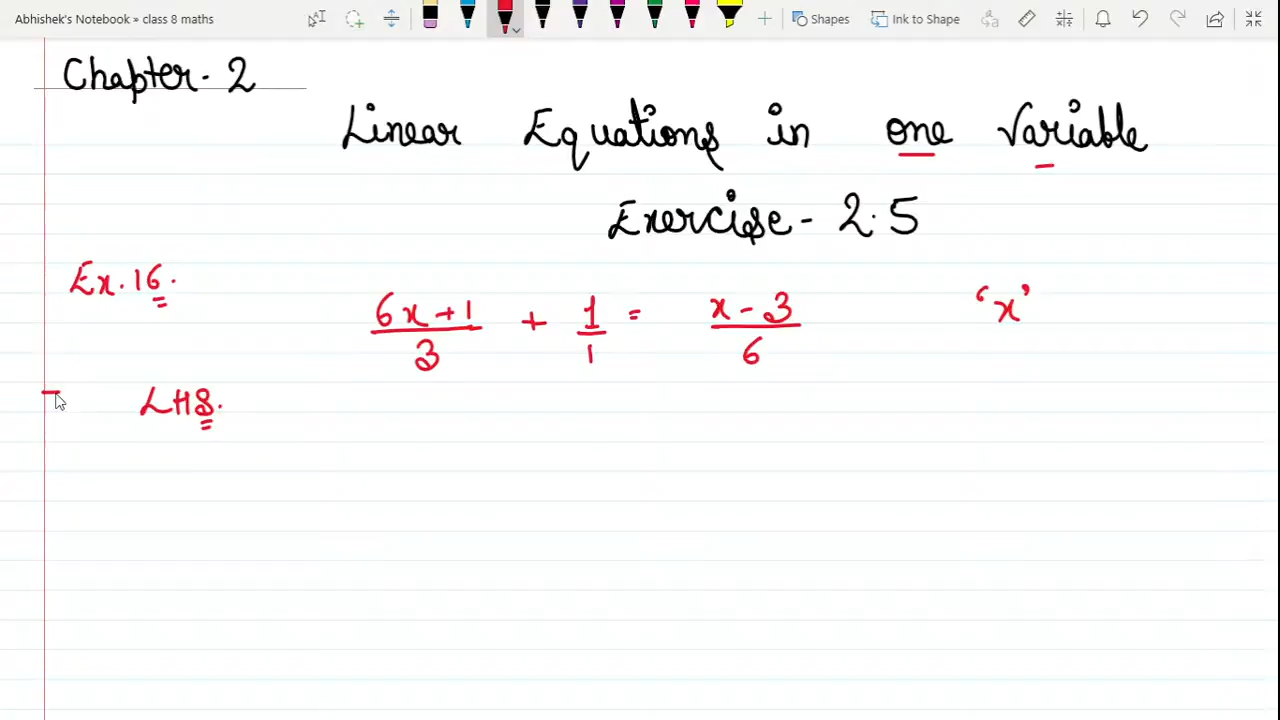 Abhishek's Notebook » class 8 maths
Shapes
Ink to Shape
Chapter - 2
Linear Equations in one Variable
Exercise - 2.5
Ex. 16.
6x+1/3 + 1/1 = x-3/6 'x'
LHS.